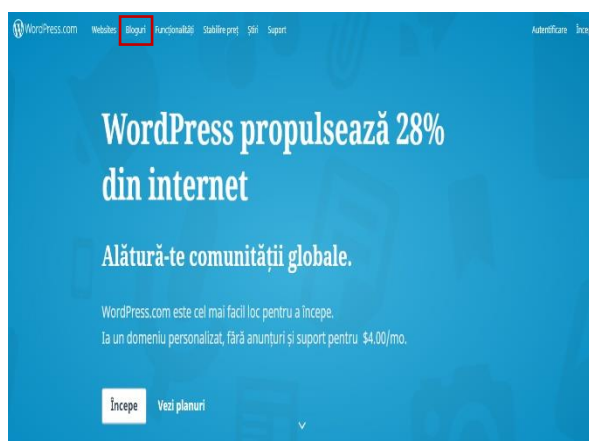 WordPress.com Websites Bloguri Funcționalități Stabilire preț Știri Suport Autentificare Înce
WordPress propulsează 28%
din internet
Alătură-te comunității globale.
WordPress.com este cel mai facil loc pentru a începe.
Ia un domeniu personalizat, fără anunțuri și suport pentru $4.00/mo.
Începe Vezi planuri